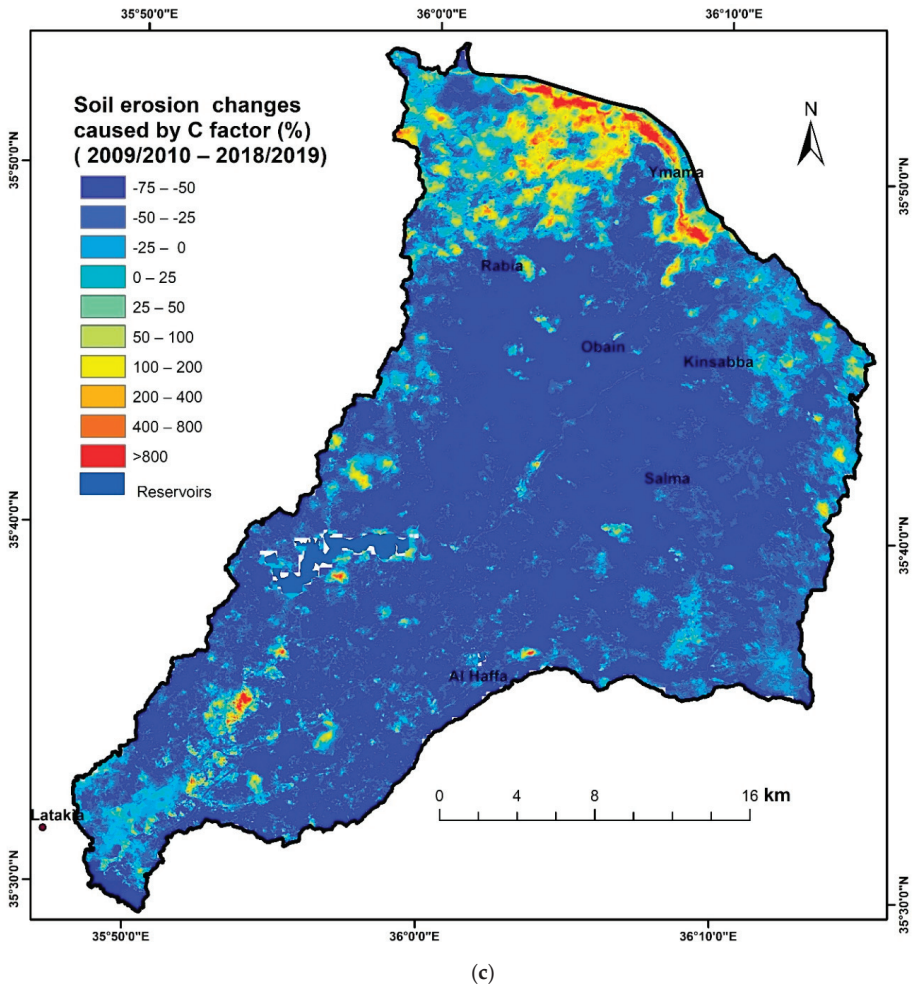 35°50'0"E 36°0'0"E 36°10'0"E
Soil erosion changes
caused by C factor (%)
( 2009/2010 – 2018/2019)
-75 – -50
-50 – -25
-25 – 0
0 – 25
25 – 50
50 – 100
100 – 200
200 – 400
400 – 800
>800
Reservoirs
N
35°50'0"N
35°50'0"N
Ymama
Rabia
Obain
Kinsabba
Salma
35°40'0"N
35°40'0"N
Al Haffa
0 4 8 16 km
Latakia
35°30'0"N
35°30'0"N
35°50'0"E 36°0'0"E 36°10'0"E
(c)